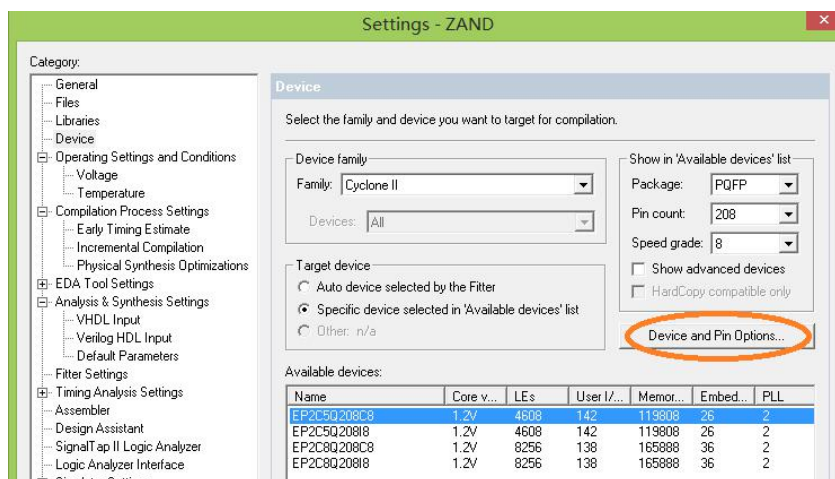 Settings - ZAND
Category:
General
Files
Libraries
Device
Operating Settings and Conditions
Voltage
Temperature
Compilation Process Settings
Early Timing Estimate
Incremental Compilation
Physical Synthesis Optimizations
EDA Tool Settings
Analysis & Synthesis Settings
VHDL Input
Verilog HDL Input
Default Parameters
Fitter Settings
Timing Analysis Settings
Assembler
Design Assistant
SignalTap II Logic Analyzer
Logic Analyzer Interface
Device
Select the family and device you want to target for compilation.
Device family
Family: Cyclone II
Devices: All
Target device
Auto device selected by the Fitter
Specific device selected in 'Available devices' list
Other: n/a
Show in 'Available devices' list
Package: PQFP
Pin count: 208
Speed grade: 8
Show advanced devices
HardCopy compatible only
Device and Pin Options...
Available devices:
Name Core v... LEs User I/... Memor... Embed... PLL
EP2C5Q208C8 1.2V 4608 142 119808 26 2
EP2C5Q208I8 1.2V 4608 142 119808 26 2
EP2C8Q208C8 1.2V 8256 138 165888 36 2
EP2C8Q208I8 1.2V 8256 138 165888 36 2